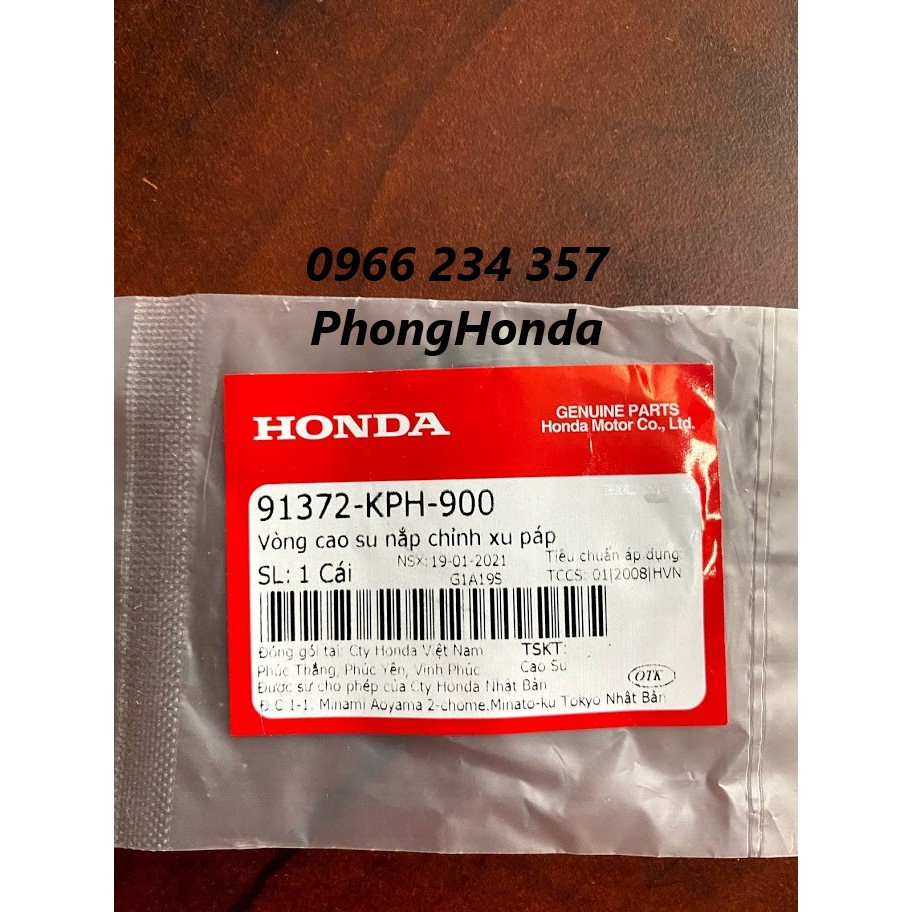 0966 234 357
PhongHonda
HONDA
GENUINE PARTS
Honda Motor Co., Ltd.
91372-KPH-900
Vòng cao su nắp chỉnh xu páp
SL: 1 Cái
NSX: 19-01-2021
G1A19S
Tiêu chuẩn áp dụng:
TCCS: 01|2008|HVN
Đóng gói tại: Cty Honda Việt Nam
Phúc Thắng, Phúc Yên, Vĩnh Phúc
TSKT:
Cao Su
Được sự cho phép của Cty Honda Nhật Bản
Đ.C 1-1, Minami Aoyama 2-chome.Minato-ku Tokyo Nhật Bản
QTK